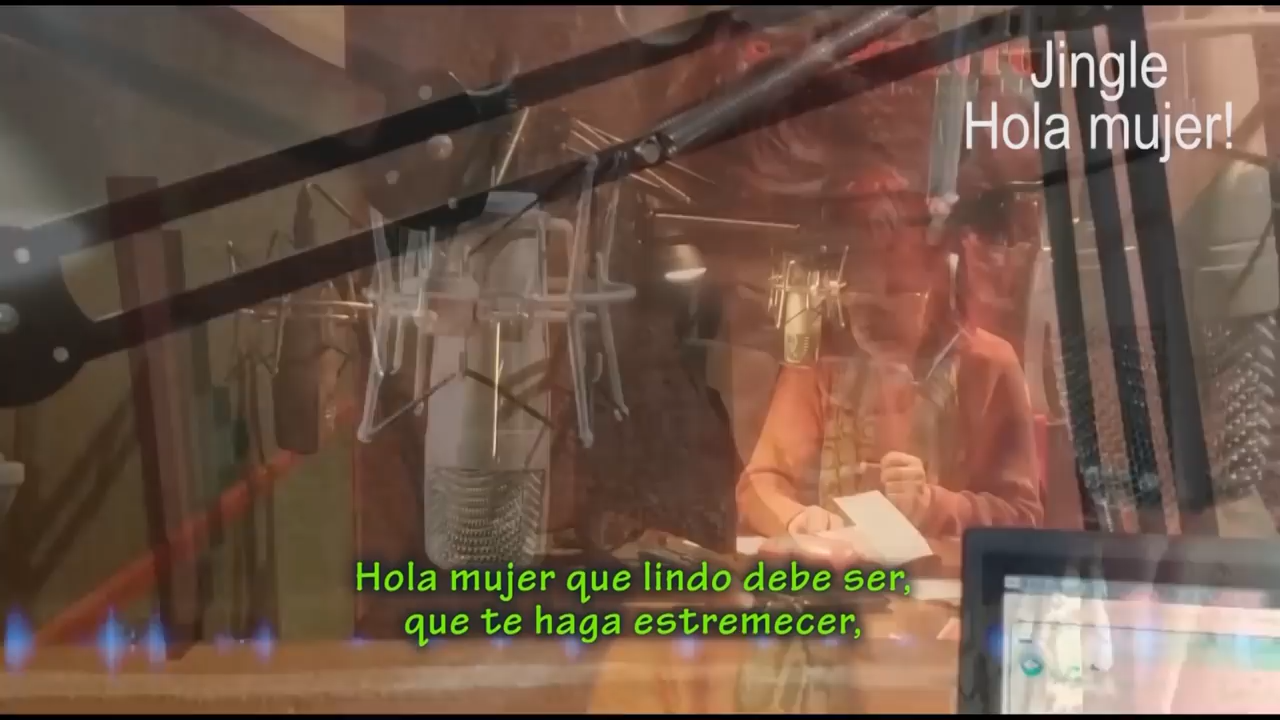 Jingle
Hola mujer!
Hola mujer que lindo debe ser,
que te haga estremecer,